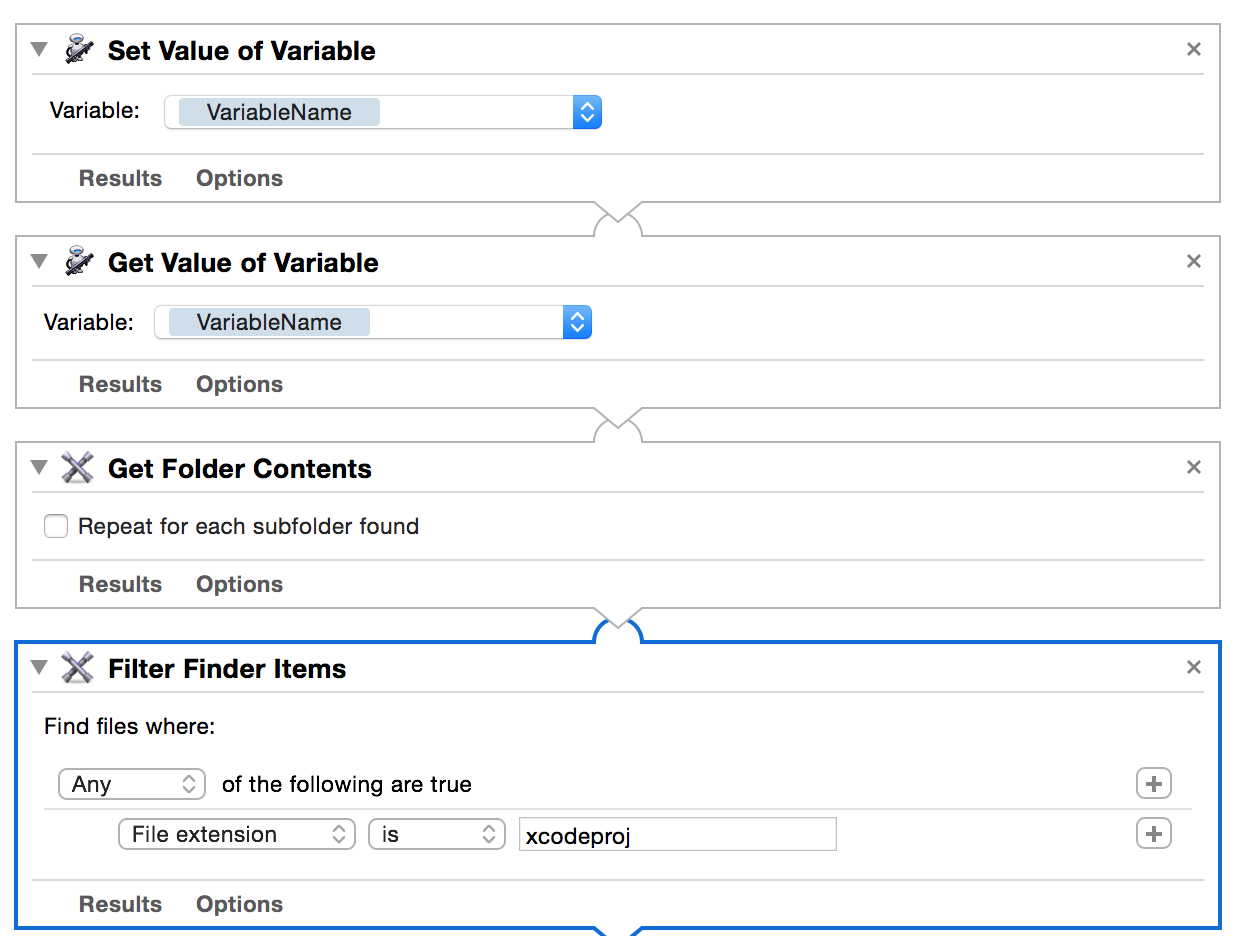 Set Value of Variable
Variable: VariableName
Results Options
Get Value of Variable
Variable: VariableName
Results Options
Get Folder Contents
Repeat for each subfolder found
Results Options
Filter Finder Items
Find files where:
Any of the following are true
File extension is xcodeproj
Results Options